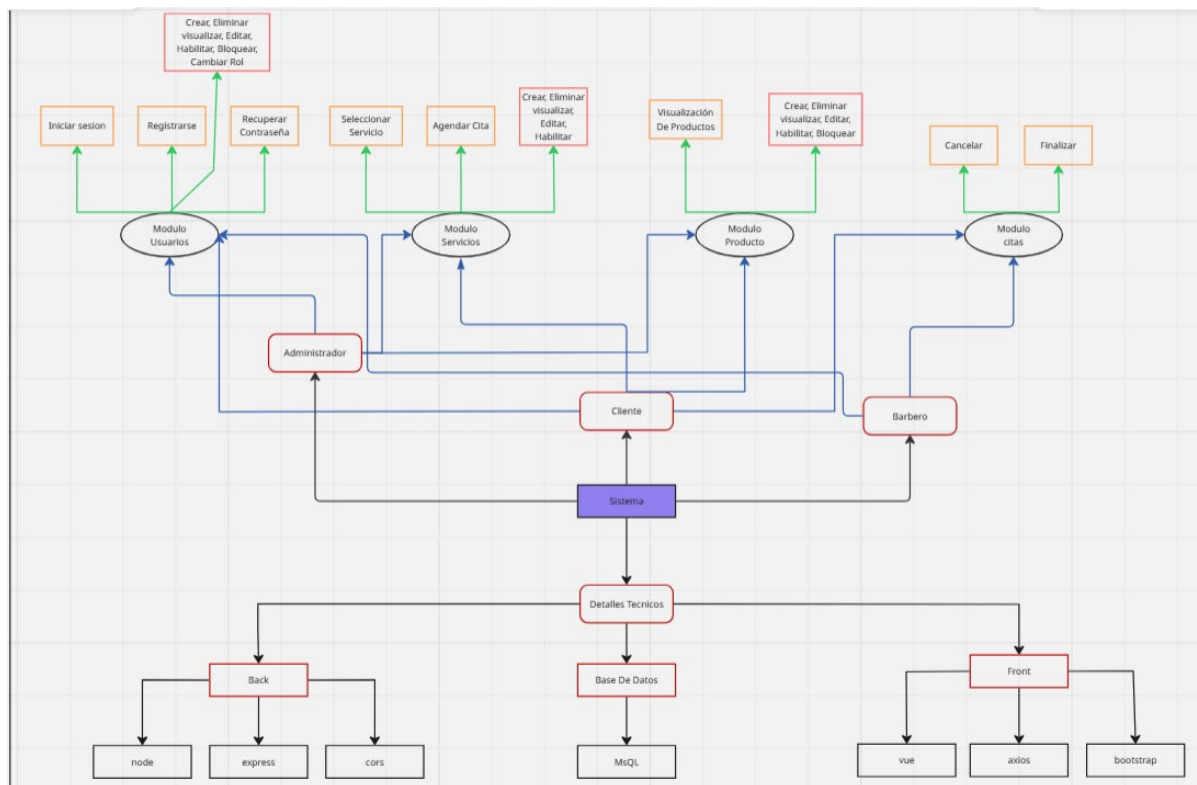 Crear, Eliminar
visualizar, Editar,
Habilitar, Bloquear,
Cambiar Rol
Iniciar sesion
Registrarse
Recuperar
Contraseña
Seleccionar
Servicio
Agendar Cita
Crear, Eliminar
visualizar,
Editar,
Habilitar
Visualización
De Productos
Crear, Eliminar
visualizar, Editar,
Habilitar, Bloquear
Cancelar
Finalizar
Modulo
Usuarios
Modulo
Servicios
Modulo
Producto
Modulo
citas
Administrador
Cliente
Barbero
Sistema
Detalles Tecnicos
Back
Base De Datos
Front
node
express
cors
MsQL
vue
axios
bootstrap